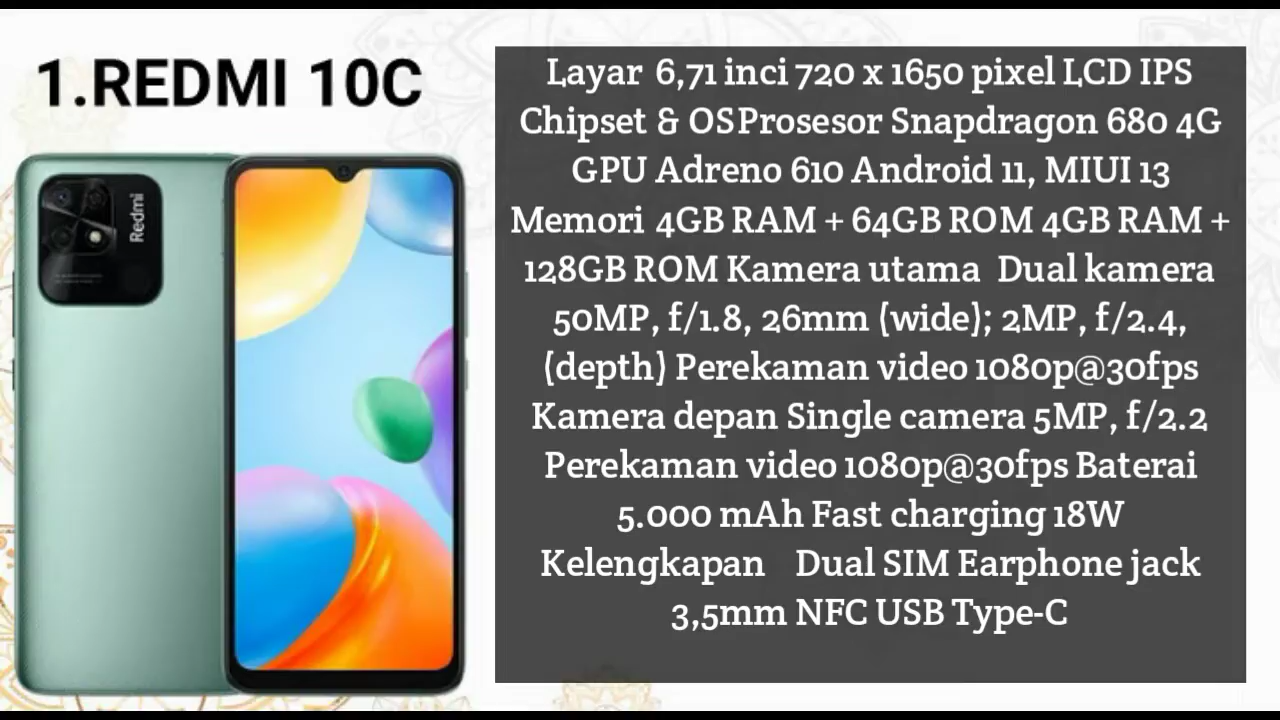 1.REDMI 10C
Redmi
Layar 6,71 inci 720 x 1650 pixel LCD IPS
Chipset & OSProsesor Snapdragon 680 4G
GPU Adreno 610 Android 11, MIUI 13
Memori 4GB RAM + 64GB ROM 4GB RAM +
128GB ROM Kamera utama Dual kamera
50MP, f/1.8, 26mm (wide); 2MP, f/2.4,
(depth) Perekaman video 1080p@30fps
Kamera depan Single camera 5MP, f/2.2
Perekaman video 1080p@30fps Baterai
5.000 mAh Fast charging 18W
Kelengkapan Dual SIM Earphone jack
3,5mm NFC USB Type-C